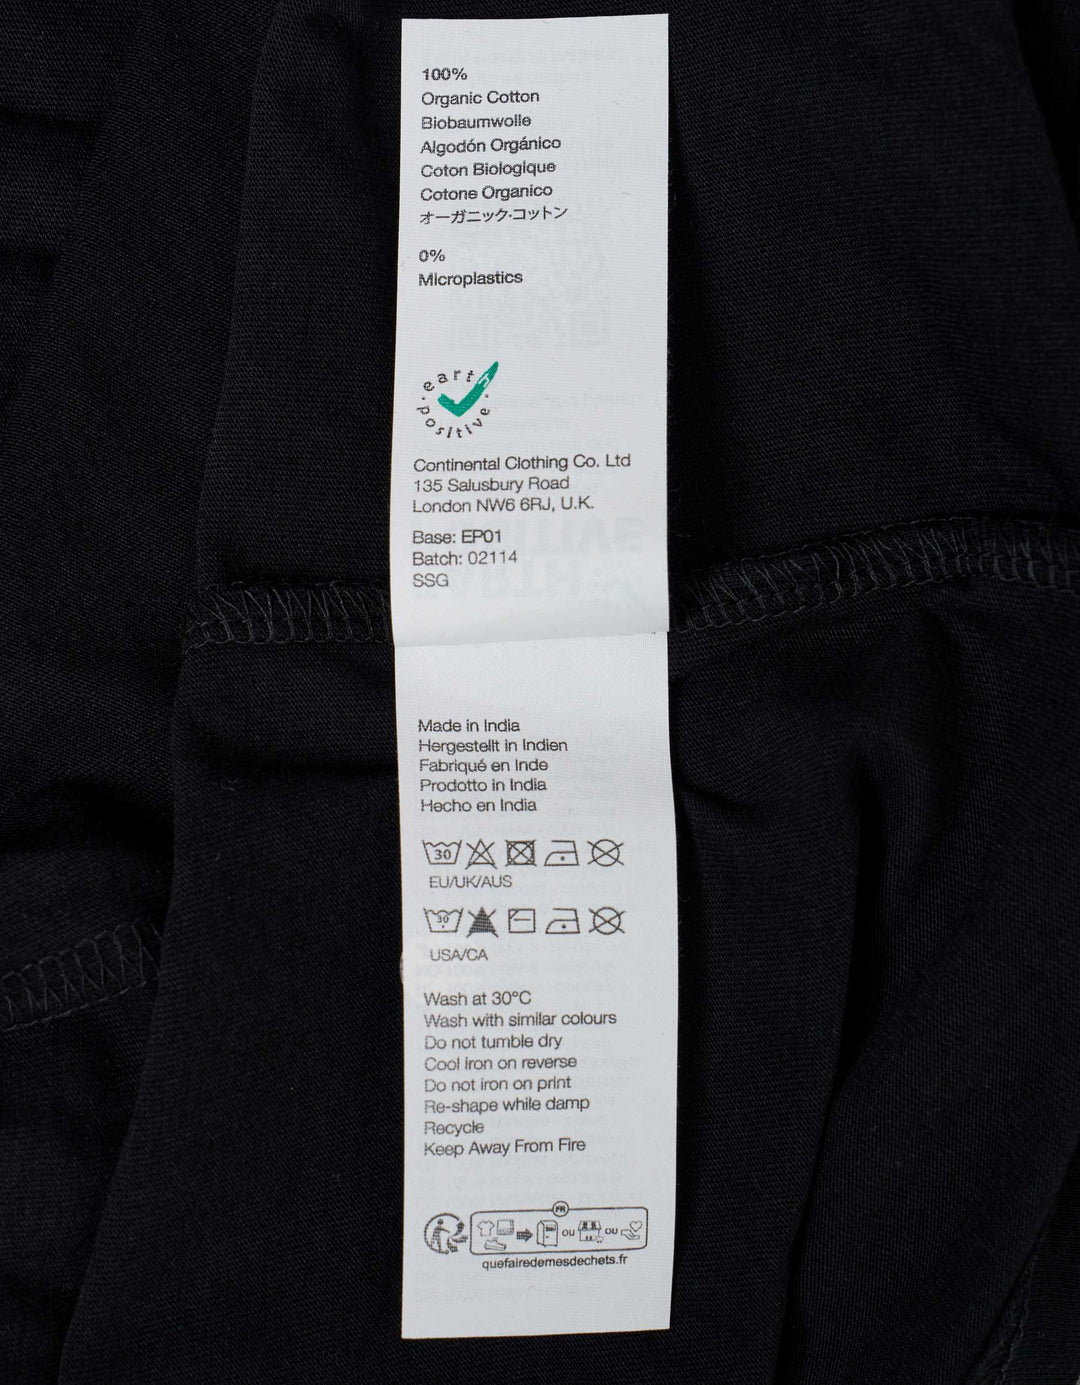 100%
Organic Cotton
Biobaumwolle
Algodón Orgánico
Coton Biologique
Cotone Organico
オーガニック·コットン
0%
Microplastics
earth positive
Continental Clothing Co. Ltd
135 Salusbury Road
London NW6 6RJ, U.K.
Base: EP01
Batch: 02114
SSG
Made in India
Hergestellt in Indien
Fabriqué en Inde
Prodotto in India
Hecho en India
30
EU/UK/AUS
30
USA/CA
Wash at 30°C
Wash with similar colours
Do not tumble dry
Cool iron on reverse
Do not iron on print
Re-shape while damp
Recycle
Keep Away From Fire
FR
OU OU
quefairedemesdechets.fr